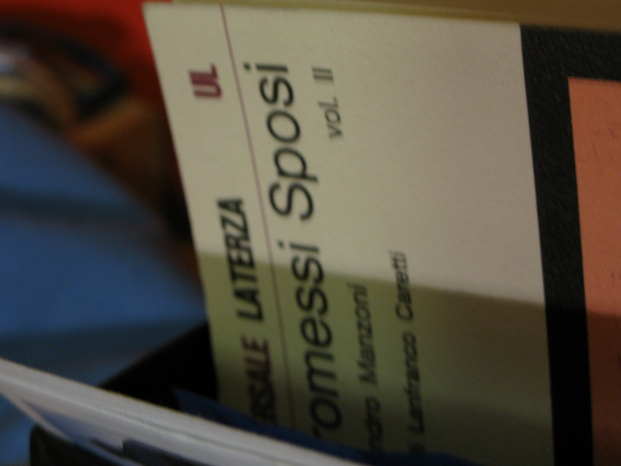 UL
ERSALE LATERZA
romessi Sposi
vol. II
ndro Manzoni
Lanfranco Caretti